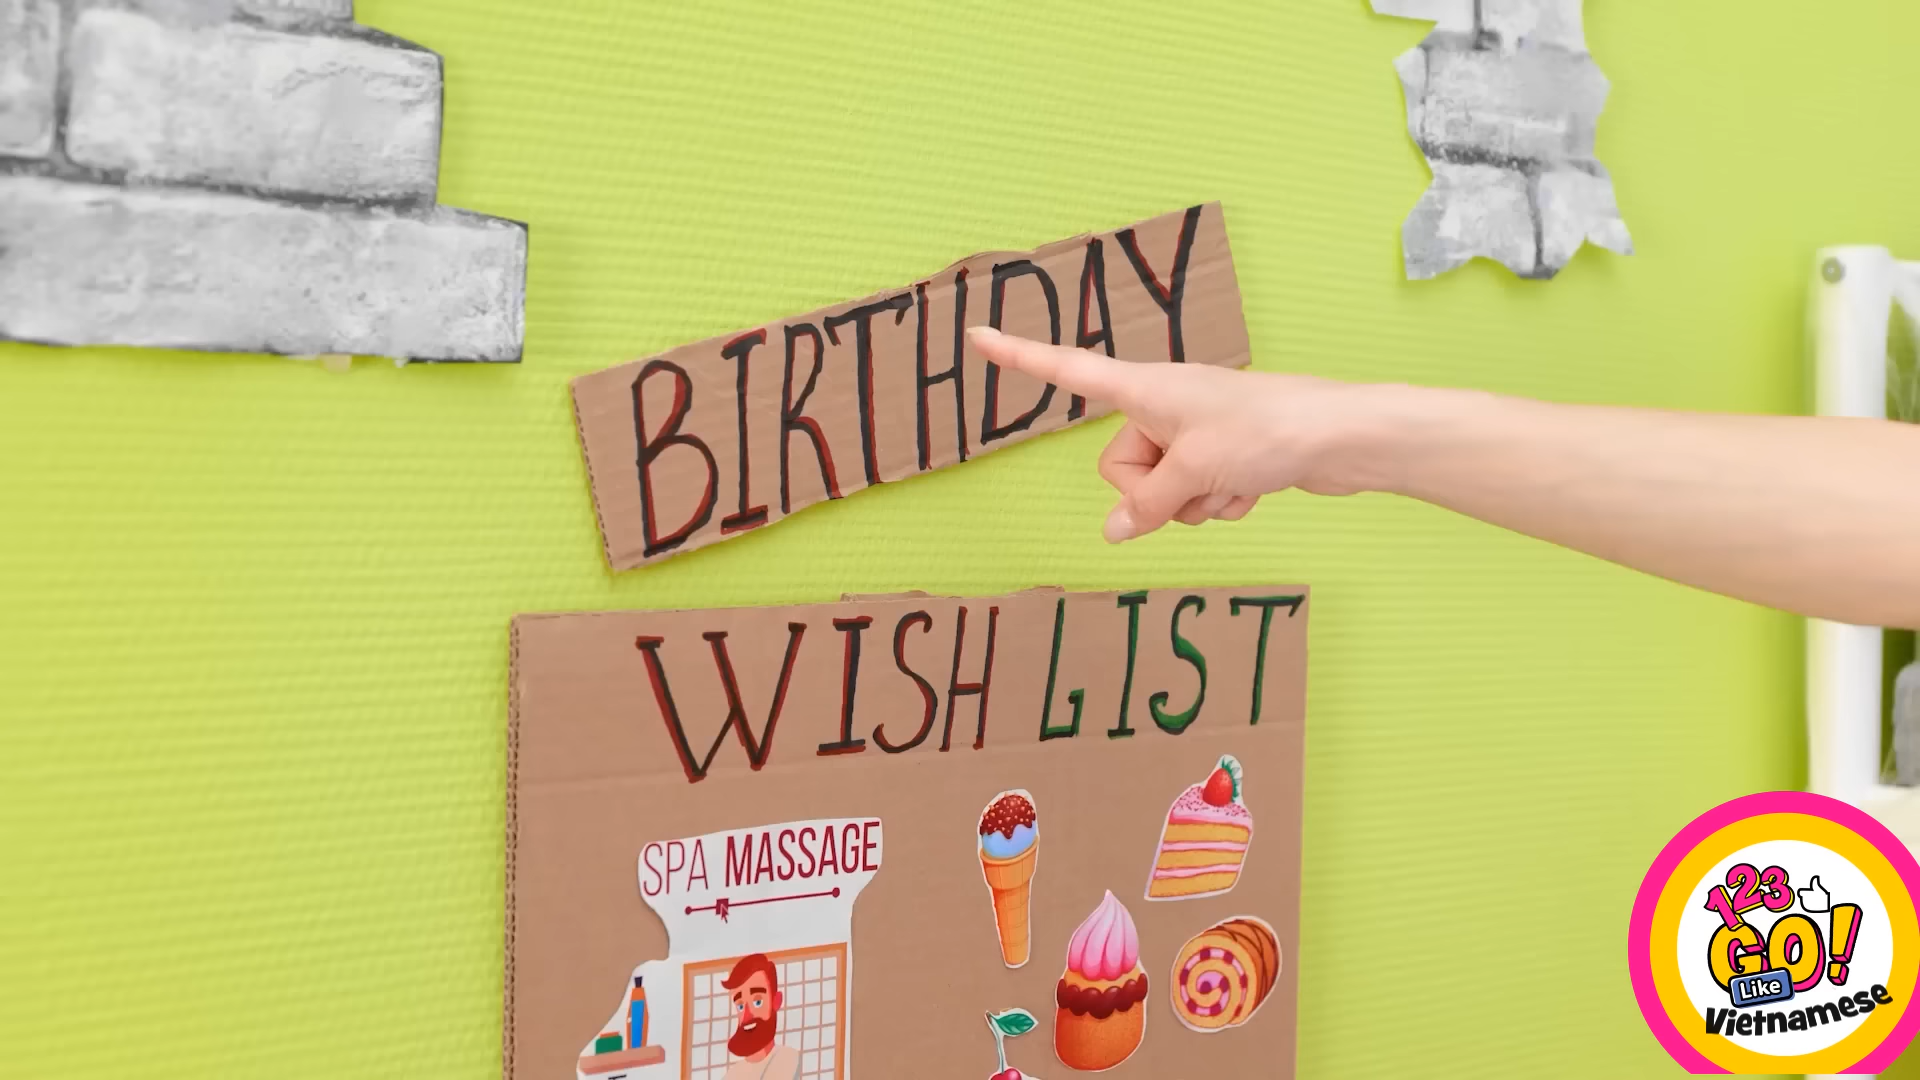 BIRTHDAY
WISH LIST
SPA MASSAGE
123
GO!
Like
Vietnamese